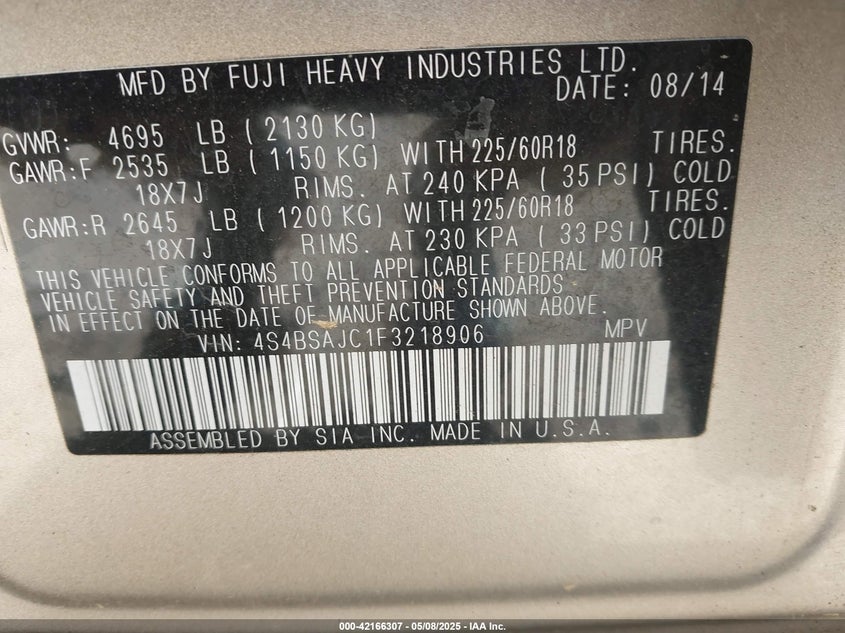 MFD BY FUJI HEAVY INDUSTRIES LTD.
DATE: 08/14
GVWR: 4695 LB ( 2130 KG)
GAWR:F 2535 LB ( 1150 KG) WITH 225/60R18 TIRES.
18X7J RIMS. AT 240 KPA ( 35 PSI) COLD
GAWR:R 2645 LB ( 1200 KG) WITH 225/60R18 TIRES.
18X7J RIMS. AT 230 KPA ( 33 PSI) COLD
THIS VEHICLE CONFORMS TO ALL APPLICABLE FEDERAL MOTOR
VEHICLE SAFETY AND THEFT PREVENTION STANDARDS
IN EFFECT ON THE DATE OF MANUFACTURE SHOWN ABOVE.
VIN: 4S4BSAJC1F3218906 MPV
ASSEMBLED BY SIA INC. MADE IN U.S.A.
000-42166307 - 05/08/2025 - IAA Inc.